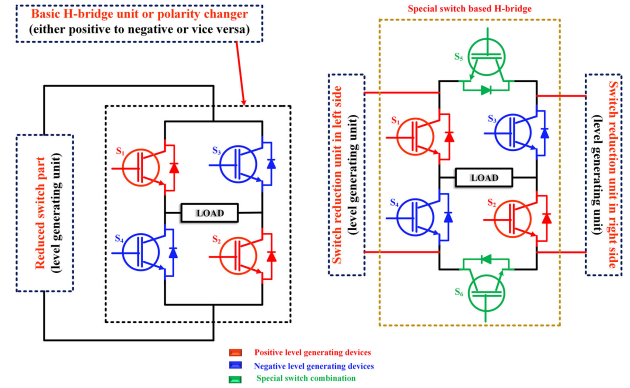 Basic H-bridge unit or polarity changer
(either positive to negative or vice versa)
Reduced switch part
(level generating unit)
S1
S3
LOAD
S4
S2
Special switch based H-bridge
S5
Switch reduction unit in left side
(level generating unit)
S1
S3
LOAD
S4
S2
S6
Switch reduction unit in right side
(level generating unit)
Positive level generating devices
Negative level generating devices
Special switch combination